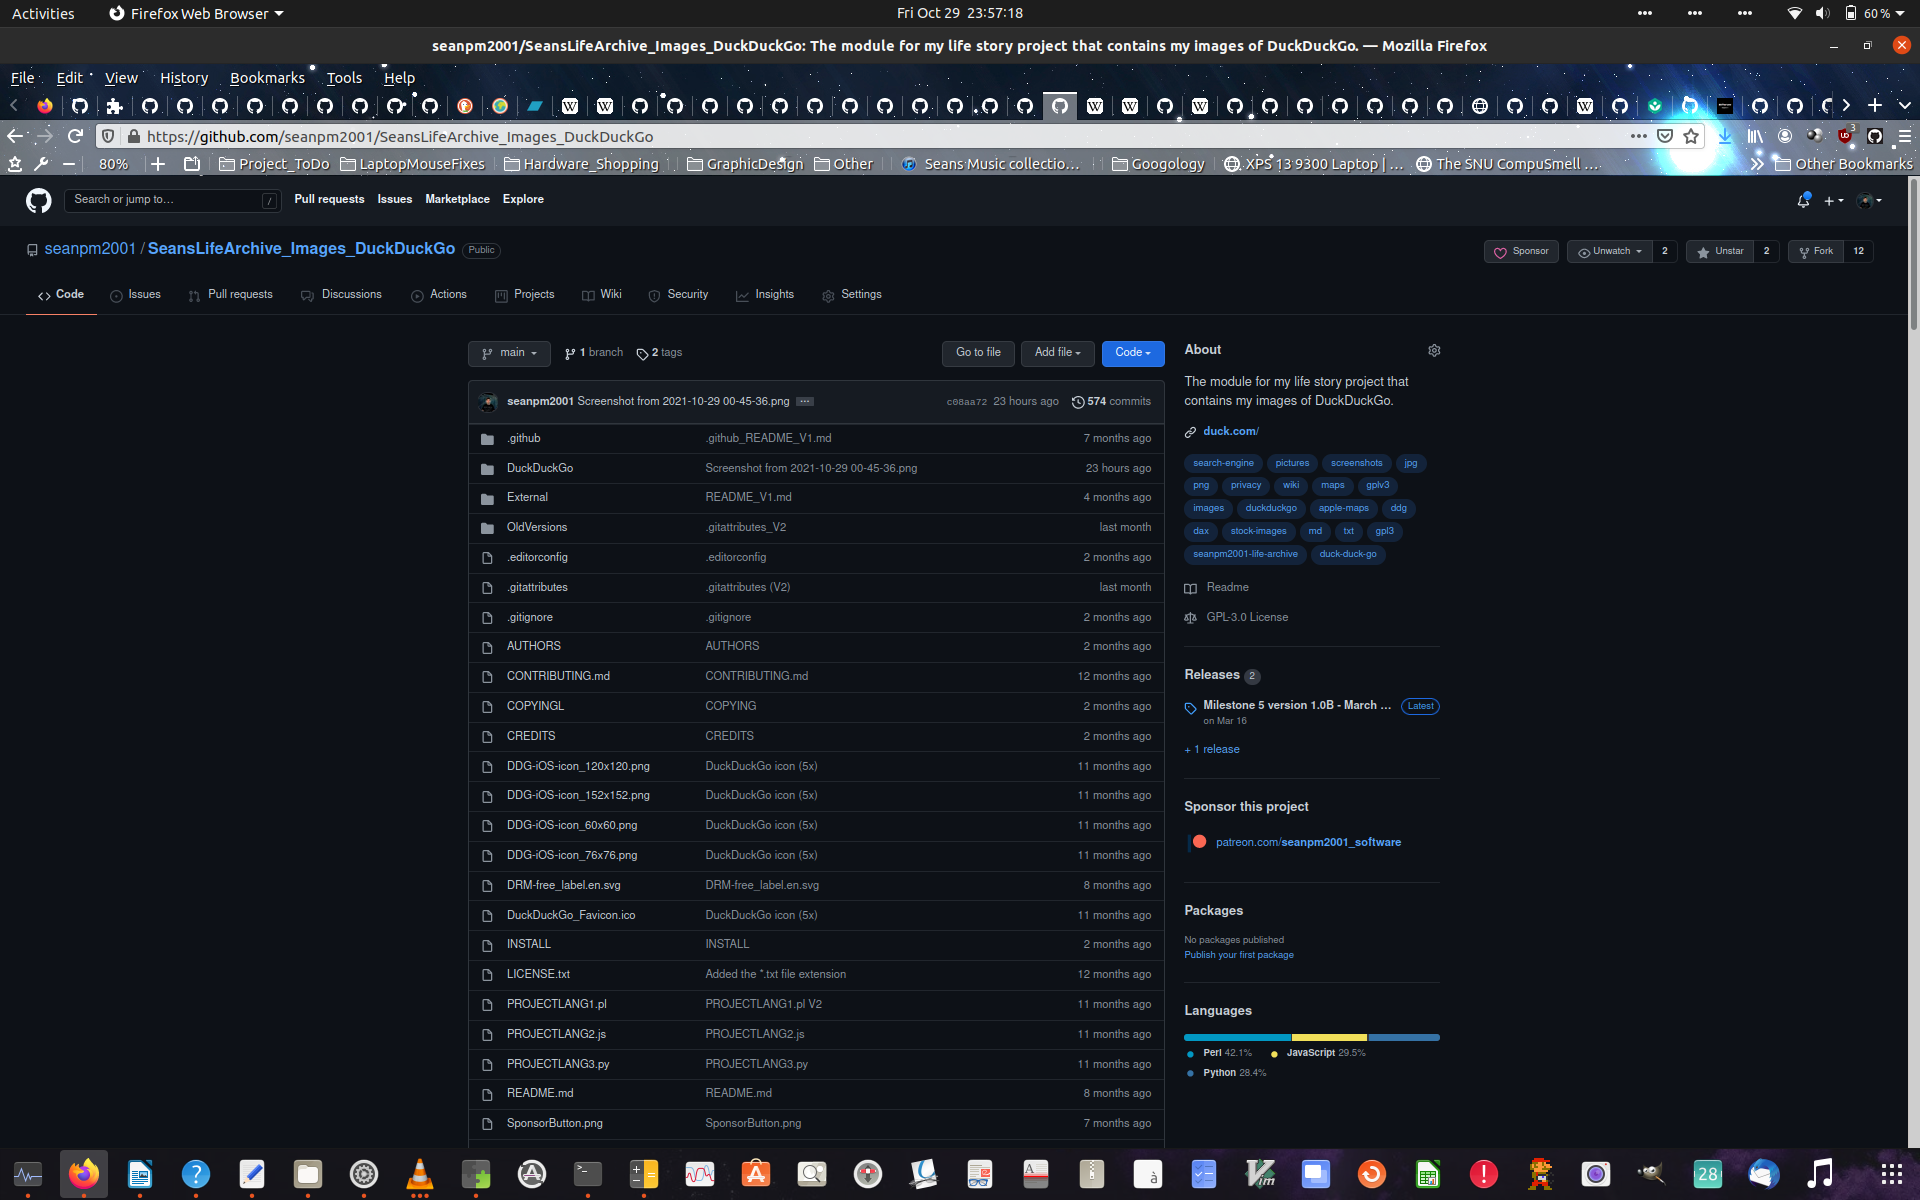 Activities Firefox Web Browser Fri Oct 29 23:57:18 60 %
seanpm2001/SeansLifeArchive_Images_DuckDuckGo: The module for my life story project that contains my images of DuckDuckGo. — Mozilla Firefox
File Edit View History Bookmarks Tools Help
https://github.com/seanpm2001/SeansLifeArchive_Images_DuckDuckGo 3
80% Project_ToDo LaptopMouseFixes Hardware_Shopping GraphicDesign Other Seans Music collectio… Googology XPS 13 9300 Laptop | … The SNU CompuSmell … Other Bookmarks
Search or jump to… / Pull requests Issues Marketplace Explore
seanpm2001 / SeansLifeArchive_Images_DuckDuckGo Public Sponsor Unwatch 2 Unstar 2 Fork 12
Code Issues Pull requests Discussions Actions Projects Wiki Security Insights Settings
main 1 branch 2 tags Go to file Add file Code
seanpm2001 Screenshot from 2021-10-29 00-45-36.png … c08aa72 23 hours ago 574 commits
.github .github_README_V1.md 7 months ago
DuckDuckGo Screenshot from 2021-10-29 00-45-36.png 23 hours ago
External README_V1.md 4 months ago
OldVersions .gitattributes_V2 last month
.editorconfig .editorconfig 2 months ago
.gitattributes .gitattributes (V2) last month
.gitignore .gitignore 2 months ago
AUTHORS AUTHORS 2 months ago
CONTRIBUTING.md CONTRIBUTING.md 12 months ago
COPYINGL COPYING 2 months ago
CREDITS CREDITS 2 months ago
DDG-iOS-icon_120x120.png DuckDuckGo icon (5x) 11 months ago
DDG-iOS-icon_152x152.png DuckDuckGo icon (5x) 11 months ago
DDG-iOS-icon_60x60.png DuckDuckGo icon (5x) 11 months ago
DDG-iOS-icon_76x76.png DuckDuckGo icon (5x) 11 months ago
DRM-free_label.en.svg DRM-free_label.en.svg 8 months ago
DuckDuckGo_Favicon.ico DuckDuckGo icon (5x) 11 months ago
INSTALL INSTALL 2 months ago
LICENSE.txt Added the *.txt file extension 12 months ago
PROJECTLANG1.pl PROJECTLANG1.pl V2 11 months ago
PROJECTLANG2.js PROJECTLANG2.js 11 months ago
PROJECTLANG3.py PROJECTLANG3.py 11 months ago
README.md README.md 8 months ago
SponsorButton.png SponsorButton.png 7 months ago
About
The module for my life story project that
contains my images of DuckDuckGo.
duck.com/
search-engine pictures screenshots jpg
png privacy wiki maps gplv3
images duckduckgo apple-maps ddg
dax stock-images md txt gpl3
seanpm2001-life-archive duck-duck-go
Readme
GPL-3.0 License
Releases 2
Milestone 5 version 1.0B - March ... Latest
on Mar 16
+ 1 release
Sponsor this project
patreon.com/seanpm2001_software
Packages
No packages published
Publish your first package
Languages
Perl 42.1% JavaScript 29.5%
Python 28.4%
28